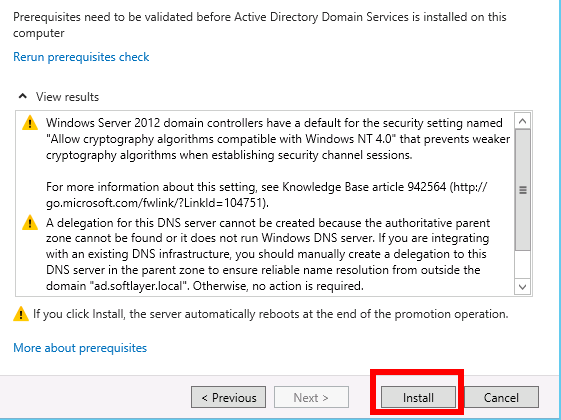 Prerequisites need to be validated before Active Directory Domain Services is installed on this
computer
Rerun prerequisites check
View results
Windows Server 2012 domain controllers have a default for the security setting named
"Allow cryptography algorithms compatible with Windows NT 4.0" that prevents weaker
cryptography algorithms when establishing security channel sessions.
For more information about this setting, see Knowledge Base article 942564 (http://
go.microsoft.com/fwlink/?LinkId=104751).
A delegation for this DNS server cannot be created because the authoritative parent
zone cannot be found or it does not run Windows DNS server. If you are integrating
with an existing DNS infrastructure, you should manually create a delegation to this
DNS server in the parent zone to ensure reliable name resolution from outside the
domain "ad.softlayer.local". Otherwise, no action is required.
If you click Install, the server automatically reboots at the end of the promotion operation.
More about prerequisites
< Previous
Next >
Install
Cancel